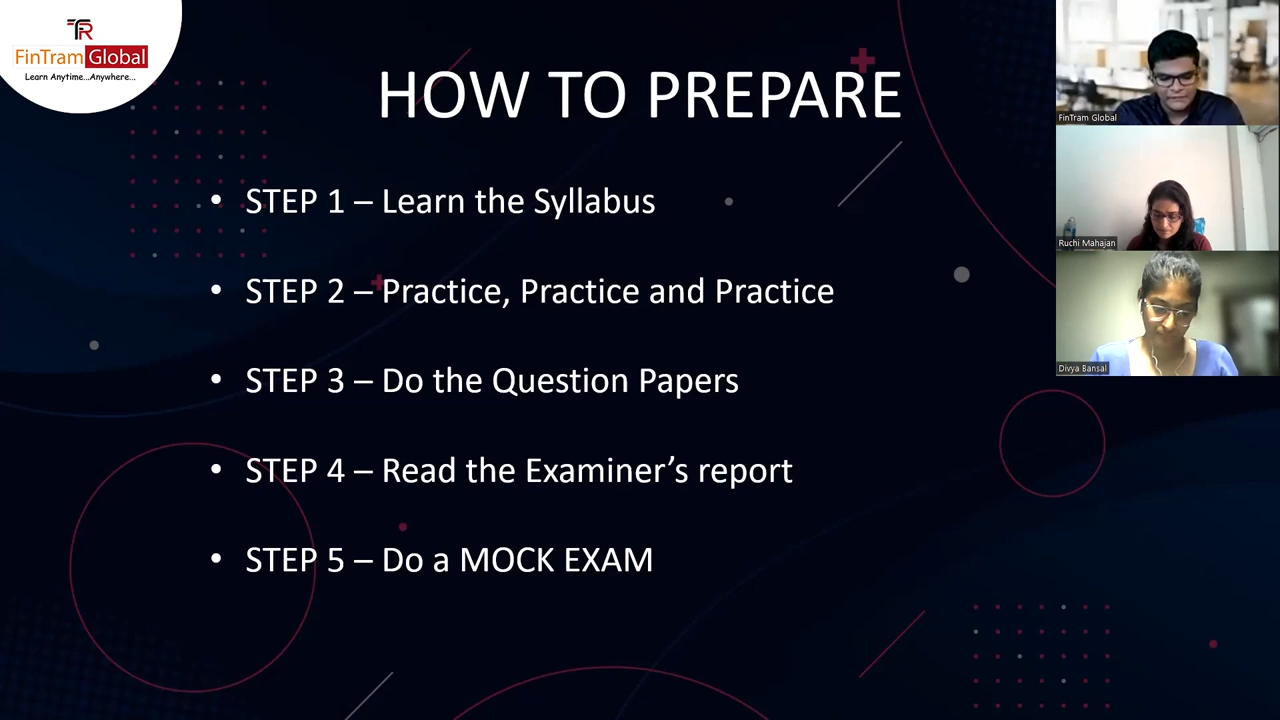 TR
FinTram Global
Learn Anytime...Anywhere...
HOW TO PREPARE
• STEP 1 – Learn the Syllabus
• STEP 2 – Practice, Practice and Practice
• STEP 3 – Do the Question Papers
• STEP 4 – Read the Examiner’s report
• STEP 5 – Do a MOCK EXAM
FinTram Global
Ruchi Mahajan
Divya Bansal